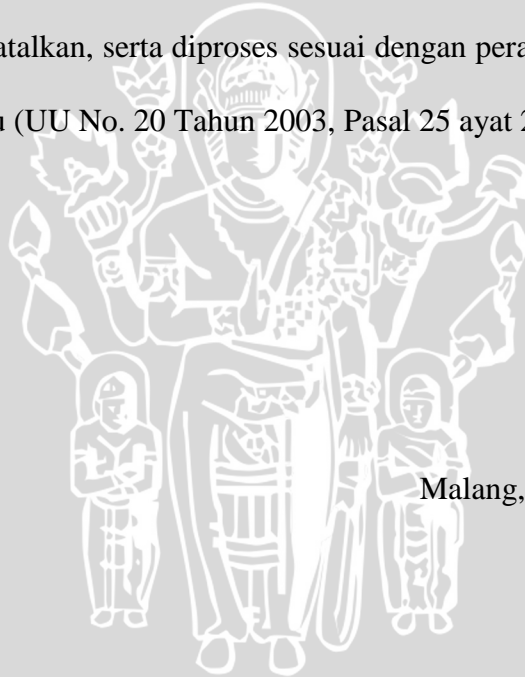 atalkan, serta diproses sesuai dengan pera
(UU No. 20 Tahun 2003, Pasal 25 ayat 2
Malang,